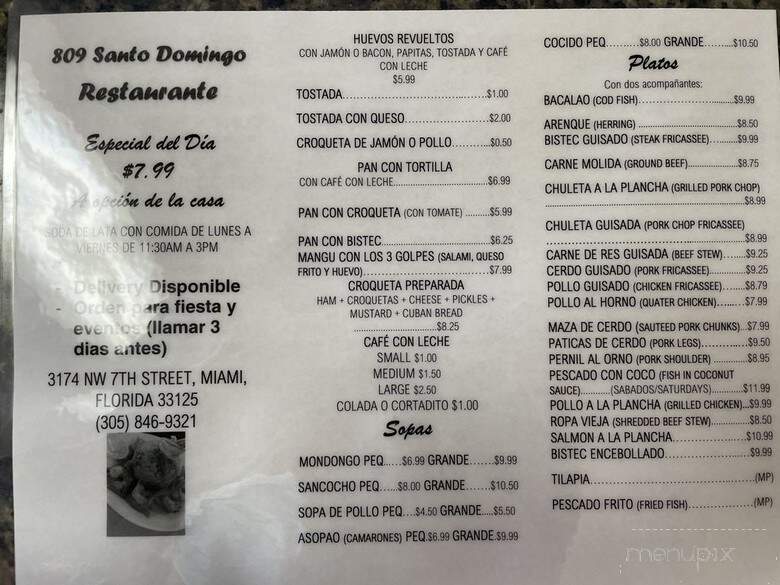 809 Santo Domingo
Restaurante
Especial del Día
$7.99
A opción de la casa
SODA DE LATA CON COMIDA DE LUNES A
VIERNES DE 11:30AM A 3PM
- Delivery Disponible
- Orden para fiesta y
eventos (llamar 3
dias antes)
3174 NW 7TH STREET, MIAMI,
FLORIDA 33125
(305) 846-9321
HUEVOS REVUELTOS
CON JAMÓN O BACON, PAPITAS, TOSTADA Y CAFÉ
CON LECHE
$5.99
TOSTADA.................................$1.00
TOSTADA CON QUESO...................$2.00
CROQUETA DE JAMÓN O POLLO............$0.50
PAN CON TORTILLA
CON CAFÉ CON LECHE.............................$6.99
PAN CON CROQUETA (CON TOMATE) .........$5.99
PAN CON BISTEC.............................$6.25
MANGU CON LOS 3 GOLPES (SALAMI, QUESO
FRITO Y HUEVO)....................................$7.99
CROQUETA PREPARADA
HAM + CROQUETAS + CHEESE + PICKLES +
MUSTARD + CUBAN BREAD
............................$8.25
CAFÉ CON LECHE
SMALL $1.00
MEDIUM $1.50
LARGE $2.50
COLADA O CORTADITO $1.00
Sopas
MONDONGO PEQ....$6.99 GRANDE.......$9.99
SANCOCHO PEQ......$8.00 GRANDE.......$10.50
SOPA DE POLLO PEQ....$4.50 GRANDE.....$5.50
ASOPAO (CAMARONES) PEQ.$6.99 GRANDE.$9.99
COCIDO PEQ.........$8.00 GRANDE........$10.50
Platos
Con dos acompañantes:
BACALAO (COD FISH)..........................$9.99
ARENQUE (HERRING) ..........................$8.50
BISTEC GUISADO (STEAK FRICASSEE).......$9.99
CARNE MOLIDA (GROUND BEEF)...............$8.75
CHULETA A LA PLANCHA (GRILLED PORK CHOP)
..................................................$8.99
CHULETA GUISADA (PORK CHOP FRICASSEE)
..................................................$8.99
CARNE DE RES GUISADA (BEEF STEW).......$9.25
CERDO GUISADO (PORK FRICASSEE)..........$9.25
POLLO GUISADO (CHICKEN FRICASSEE).......$8.79
POLLO AL HORNO (QUATER CHICKEN)......$7.99
MAZA DE CERDO (SAUTEED PORK CHUNKS).$7.99
PATICAS DE CERDO (PORK LEGS)..............$9.50
PERNIL AL ORNO (PORK SHOULDER) ..........$8.95
PESCADO CON COCO (FISH IN COCONUT
SAUCE)...........(SABADOS/SATURDAYS)...........$11.99
POLLO A LA PLANCHA (GRILLED CHICKEN)...$9.99
ROPA VIEJA (SHREDDED BEEF STEW)..........$8.50
SALMON A LA PLANCHA......................$10.99
BISTEC ENCEBOLLADO.........................$9.99
TILAPIA..............................................(MP)
PESCADO FRITO (FRIED FISH).................(MP)
menupix